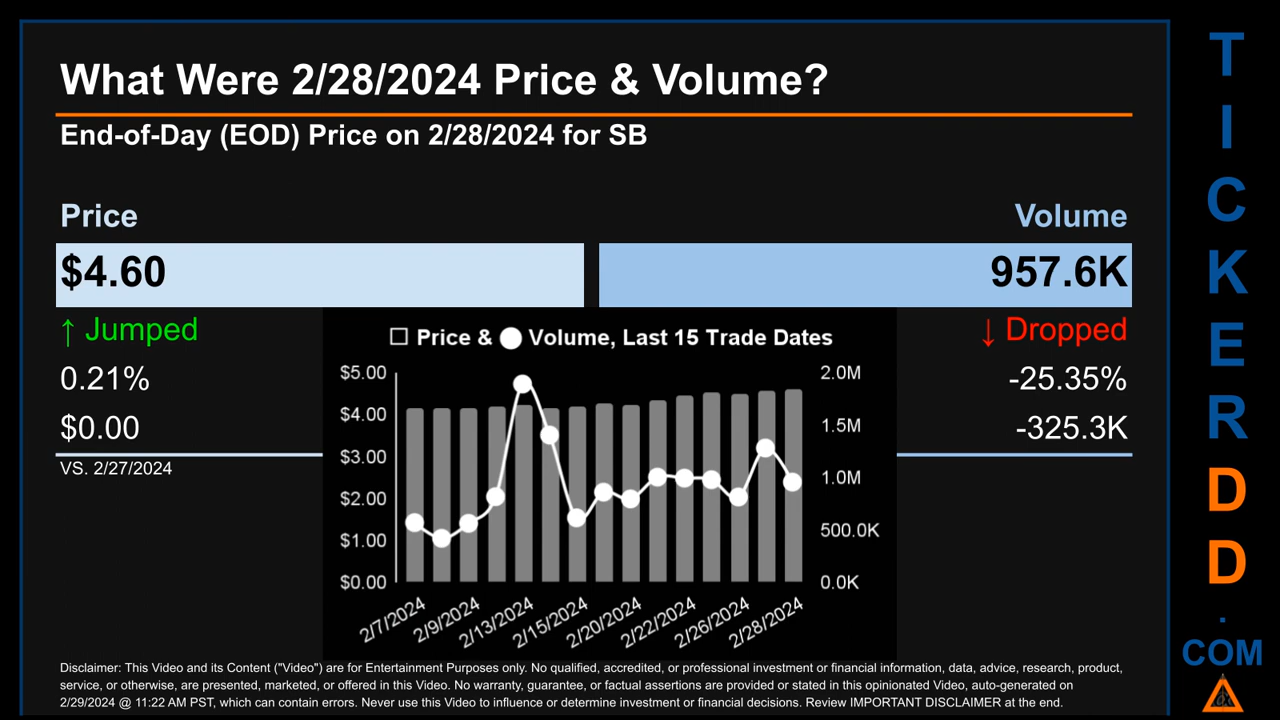 What Were 2/28/2024 Price & Volume?
End-of-Day (EOD) Price on 2/28/2024 for SB
Price
Volume
$4.60
957.6K
↑ Jumped
↓ Dropped
0.21%
-25.35%
$0.00
-325.3K
VS. 2/27/2024
Price & Volume, Last 15 Trade Dates
$5.00
$4.00
$3.00
$2.00
$1.00
$0.00
2.0M
1.5M
1.0M
500.0K
0.0K
2/7/2024
2/9/2024
2/13/2024
2/15/2024
2/20/2024
2/22/2024
2/26/2024
2/28/2024
Disclaimer: This Video and its Content ("Video") are for Entertainment Purposes only. No qualified, accredited, or professional investment or financial information, data, advice, research, product,
service, or otherwise, are presented, marketed, or offered in this Video. No warranty, guarantee, or factual assertions are provided or stated in this opinionated Video, auto-generated on
2/29/2024 @ 11:22 AM PST, which can contain errors. Never use this Video to influence or determine investment or financial decisions. Review IMPORTANT DISCLAIMER at the end.
T
I
C
K
E
R
D
D
.
COM